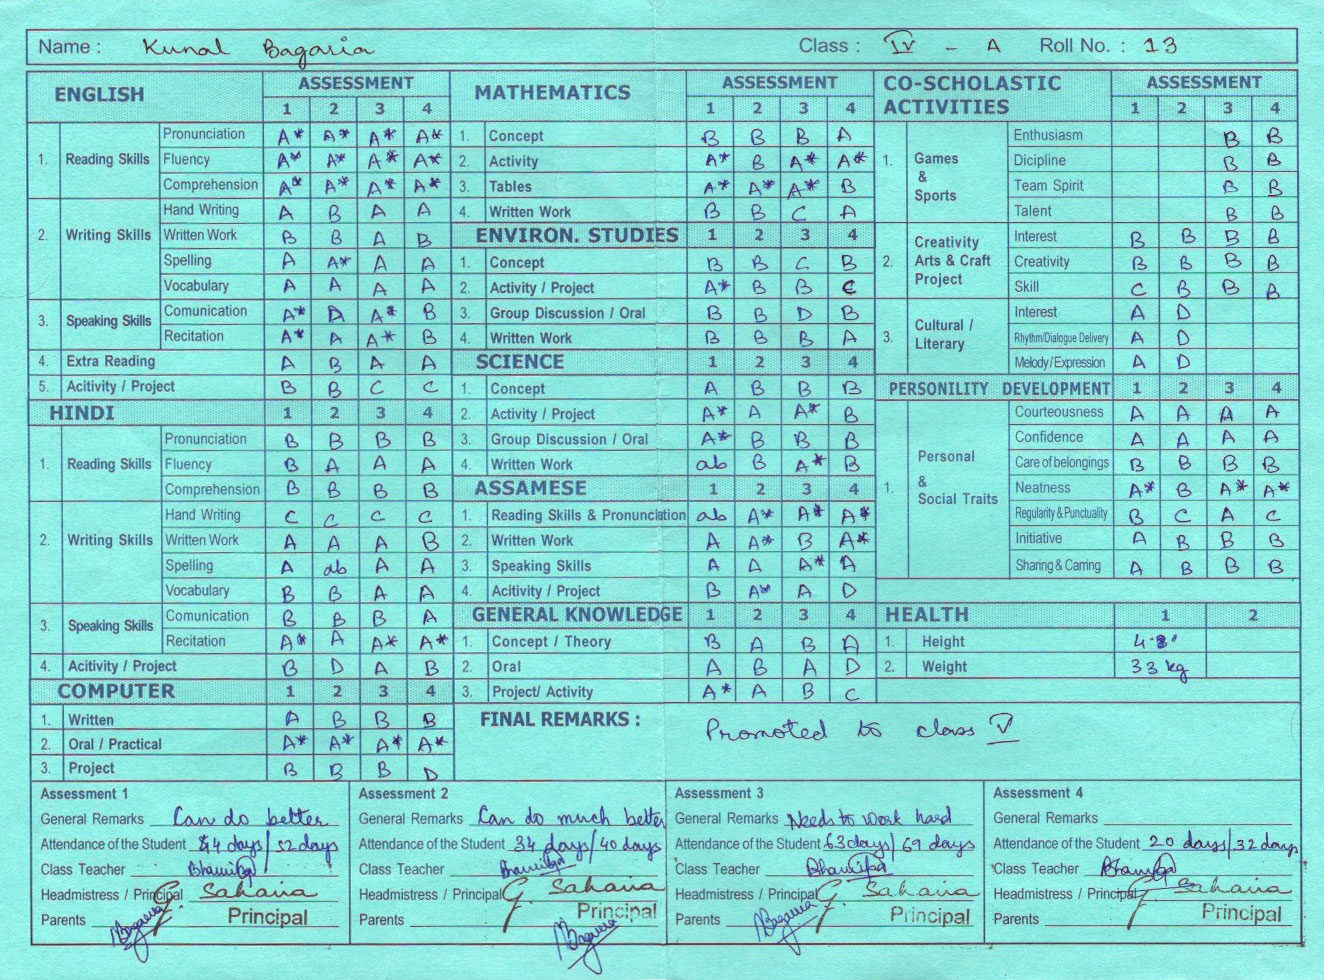 Name : Kunal Bagaria Class : IV - A Roll No. : 13
ENGLISH ASSESSMENT
1 2 3 4
1. Reading Skills Pronunciation A* A* A* A*
Fluency A* A* A* A*
Comprehension A* A* A* A*
2. Writing Skills Hand Writing A B A A
Written Work B B A B
Spelling A A* A A
Vocabulary A A A A
3. Speaking Skills Comunication A* A A* B
Recitation A* A A* B
4. Extra Reading A B A A
5. Acitivity / Project B B C C
HINDI 1 2 3 4
1. Reading Skills Pronunciation B B B B
Fluency B A A A
Comprehension B B B B
2. Writing Skills Hand Writing C C C C
Written Work A A A B
Spelling A ab A A
Vocabulary B B A A
3. Speaking Skills Comunication B B B A
Recitation A* A A* A*
4. Acitivity / Project B D A B
COMPUTER 1 2 3 4
1. Written A B B B
2. Oral / Practical A* A* A* A*
3. Project B B B D
MATHEMATICS ASSESSMENT
1 2 3 4
1. Concept B B B A
2. Activity A* B A* A*
3. Tables A* A* A* B
4. Written Work B B C A
ENVIRON. STUDIES 1 2 3 4
1. Concept B B C B
2. Activity / Project A* B B C
3. Group Discussion / Oral B B D B
4. Written Work B B B A
SCIENCE 1 2 3 4
1. Concept A B B B
2. Activity / Project A* A A* B
3. Group Discussion / Oral A* B B B
4. Written Work ab B A* B
ASSAMESE 1 2 3 4
1. Reading Skills & Pronunciation ab A* A* A*
2. Written Work A A* B A*
3. Speaking Skills A A A* A
4. Acitivity / Project B A* A D
GENERAL KNOWLEDGE 1 2 3 4
1. Concept / Theory B A B A
2. Oral A B A D
3. Project/ Activity A* A B C
CO-SCHOLASTIC ACTIVITIES ASSESSMENT
1 2 3 4
1. Games & Sports Enthusiasm B B
Dicipline B B
Team Spirit B B
Talent B B
2. Creativity Arts & Craft Project Interest B B B B
Creativity B B B B
Skill C B B B
3. Cultural / Literary Interest A D
Rhythm/Dialogue Delivery A D
Melody/Expression A D
PERSONILITY DEVELOPMENT 1 2 3 4
1. Personal & Social Traits Courteousness A A A A
Confidence A A A A
Care of belongings B B B B
Neatness A* B A* A*
Regularity & Punctuality B C A C
Initiative A B B B
Sharing & Carring A B B B
HEALTH 1 2
1. Height 4.8'
2. Weight 33 kg
FINAL REMARKS : Promoted to class V
Assessment 1
General Remarks Can do better
Attendance of the Student 44 days/52 days
Class Teacher
Headmistress / Principal G. Saharia
Principal
Parents Bagaria
Assessment 2
General Remarks Can do much better
Attendance of the Student 34 days/40 days
Class Teacher
Headmistress / Principal G. Saharia
Principal
Parents Bagaria
Assessment 3
General Remarks Needs to work hard
Attendance of the Student 63 days/69 days
Class Teacher
Headmistress / Principal G. Saharia
Principal
Parents Bagaria
Assessment 4
General Remarks
Attendance of the Student 20 days/32 days
Class Teacher
Headmistress / Principal G. Saharia
Principal
Parents